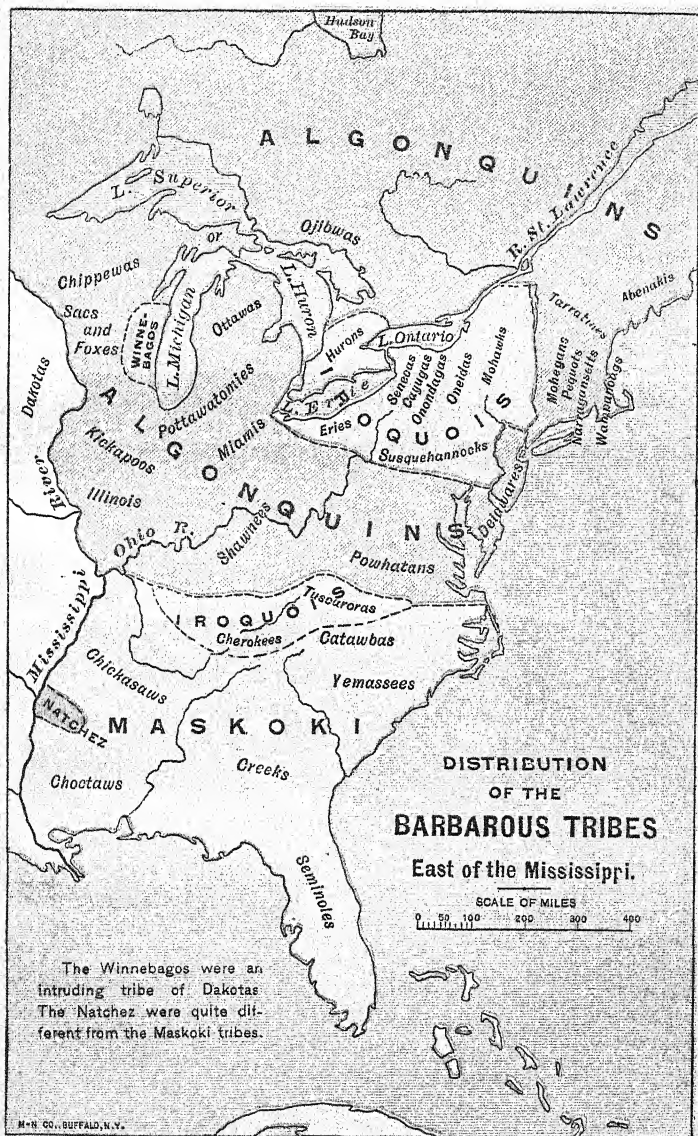 Hudson
Bay
ALGONQUINS
R. St. Lawrence
L. Superior
or
Ojibwas
Chippewas
L. Huron
Abenakis
Tarratines
Sacs
and
Foxes
WINNE-
BAGOS
L. Michigan
Ottawas
Hurons
L. Ontario
Senecas
Cayugas
Onondagas
Oneidas
Mohawks
Mohegans
Pequots
Narragansetts
Wampanoags
Dakotas
L. Erie
IROQUOIS
Eries
Susquehannocks
ALGONQUINS
Pottawatomies
Miamis
Kickapoos
Illinois
River
Ohio R.
Shawnees
Powhatans
Delawares
Mississippi
IROQUOIS
Tuscaroras
Cherokees
Catawbas
Chickasaws
Yemassees
NATCHEZ
MASKOKI
Choctaws
Creeks
Seminoles
DISTRIBUTION
OF THE
BARBAROUS TRIBES
East of the Mississippi.
SCALE OF MILES
0 50 100 200 300 400
The Winnebagos were an
intruding tribe of Dakotas
The Natchez were quite dif-
ferent from the Maskoki tribes.
M-N CO., BUFFALO, N.Y.